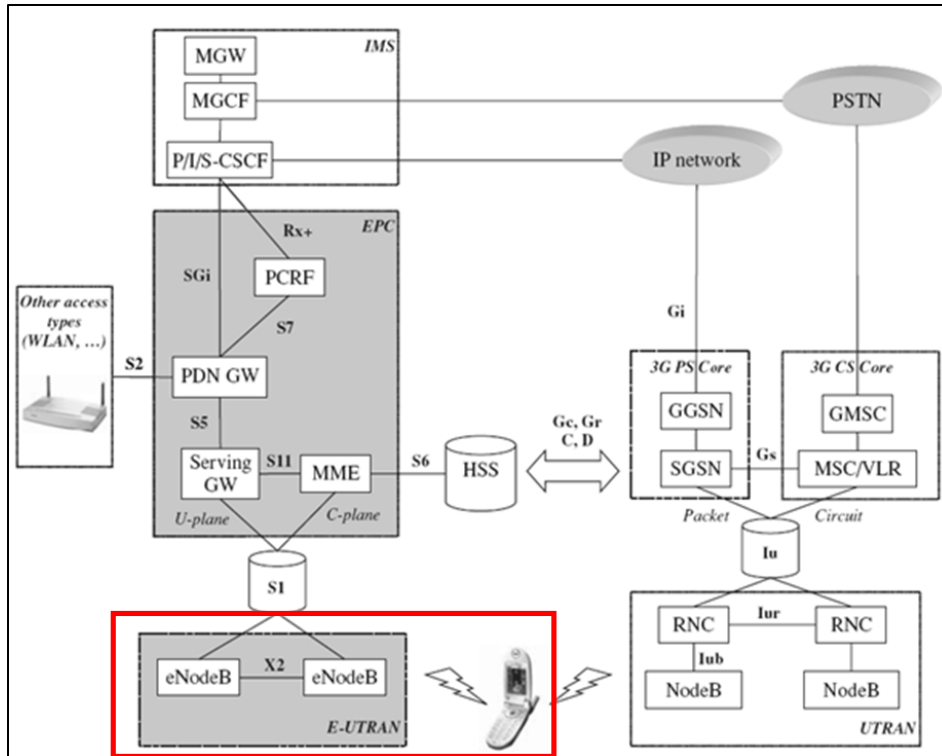 IMS
MGW
MGCF
P/I/S-CSCF
PSTN
IP network
EPC
Rx+
SGi
PCRF
S7
Other access
types
(WLAN, ...)
S2
PDN GW
S5
Serving
GW
S11
MME
S6
HSS
U-plane
C-plane
Gc, Gr
C, D
Gi
3G PS Core
GGSN
SGSN
Gs
3G CS Core
GMSC
MSC/VLR
Packet
Circuit
S1
Iu
eNodeB
X2
eNodeB
E-UTRAN
RNC
Iur
RNC
Iub
NodeB
NodeB
UTRAN